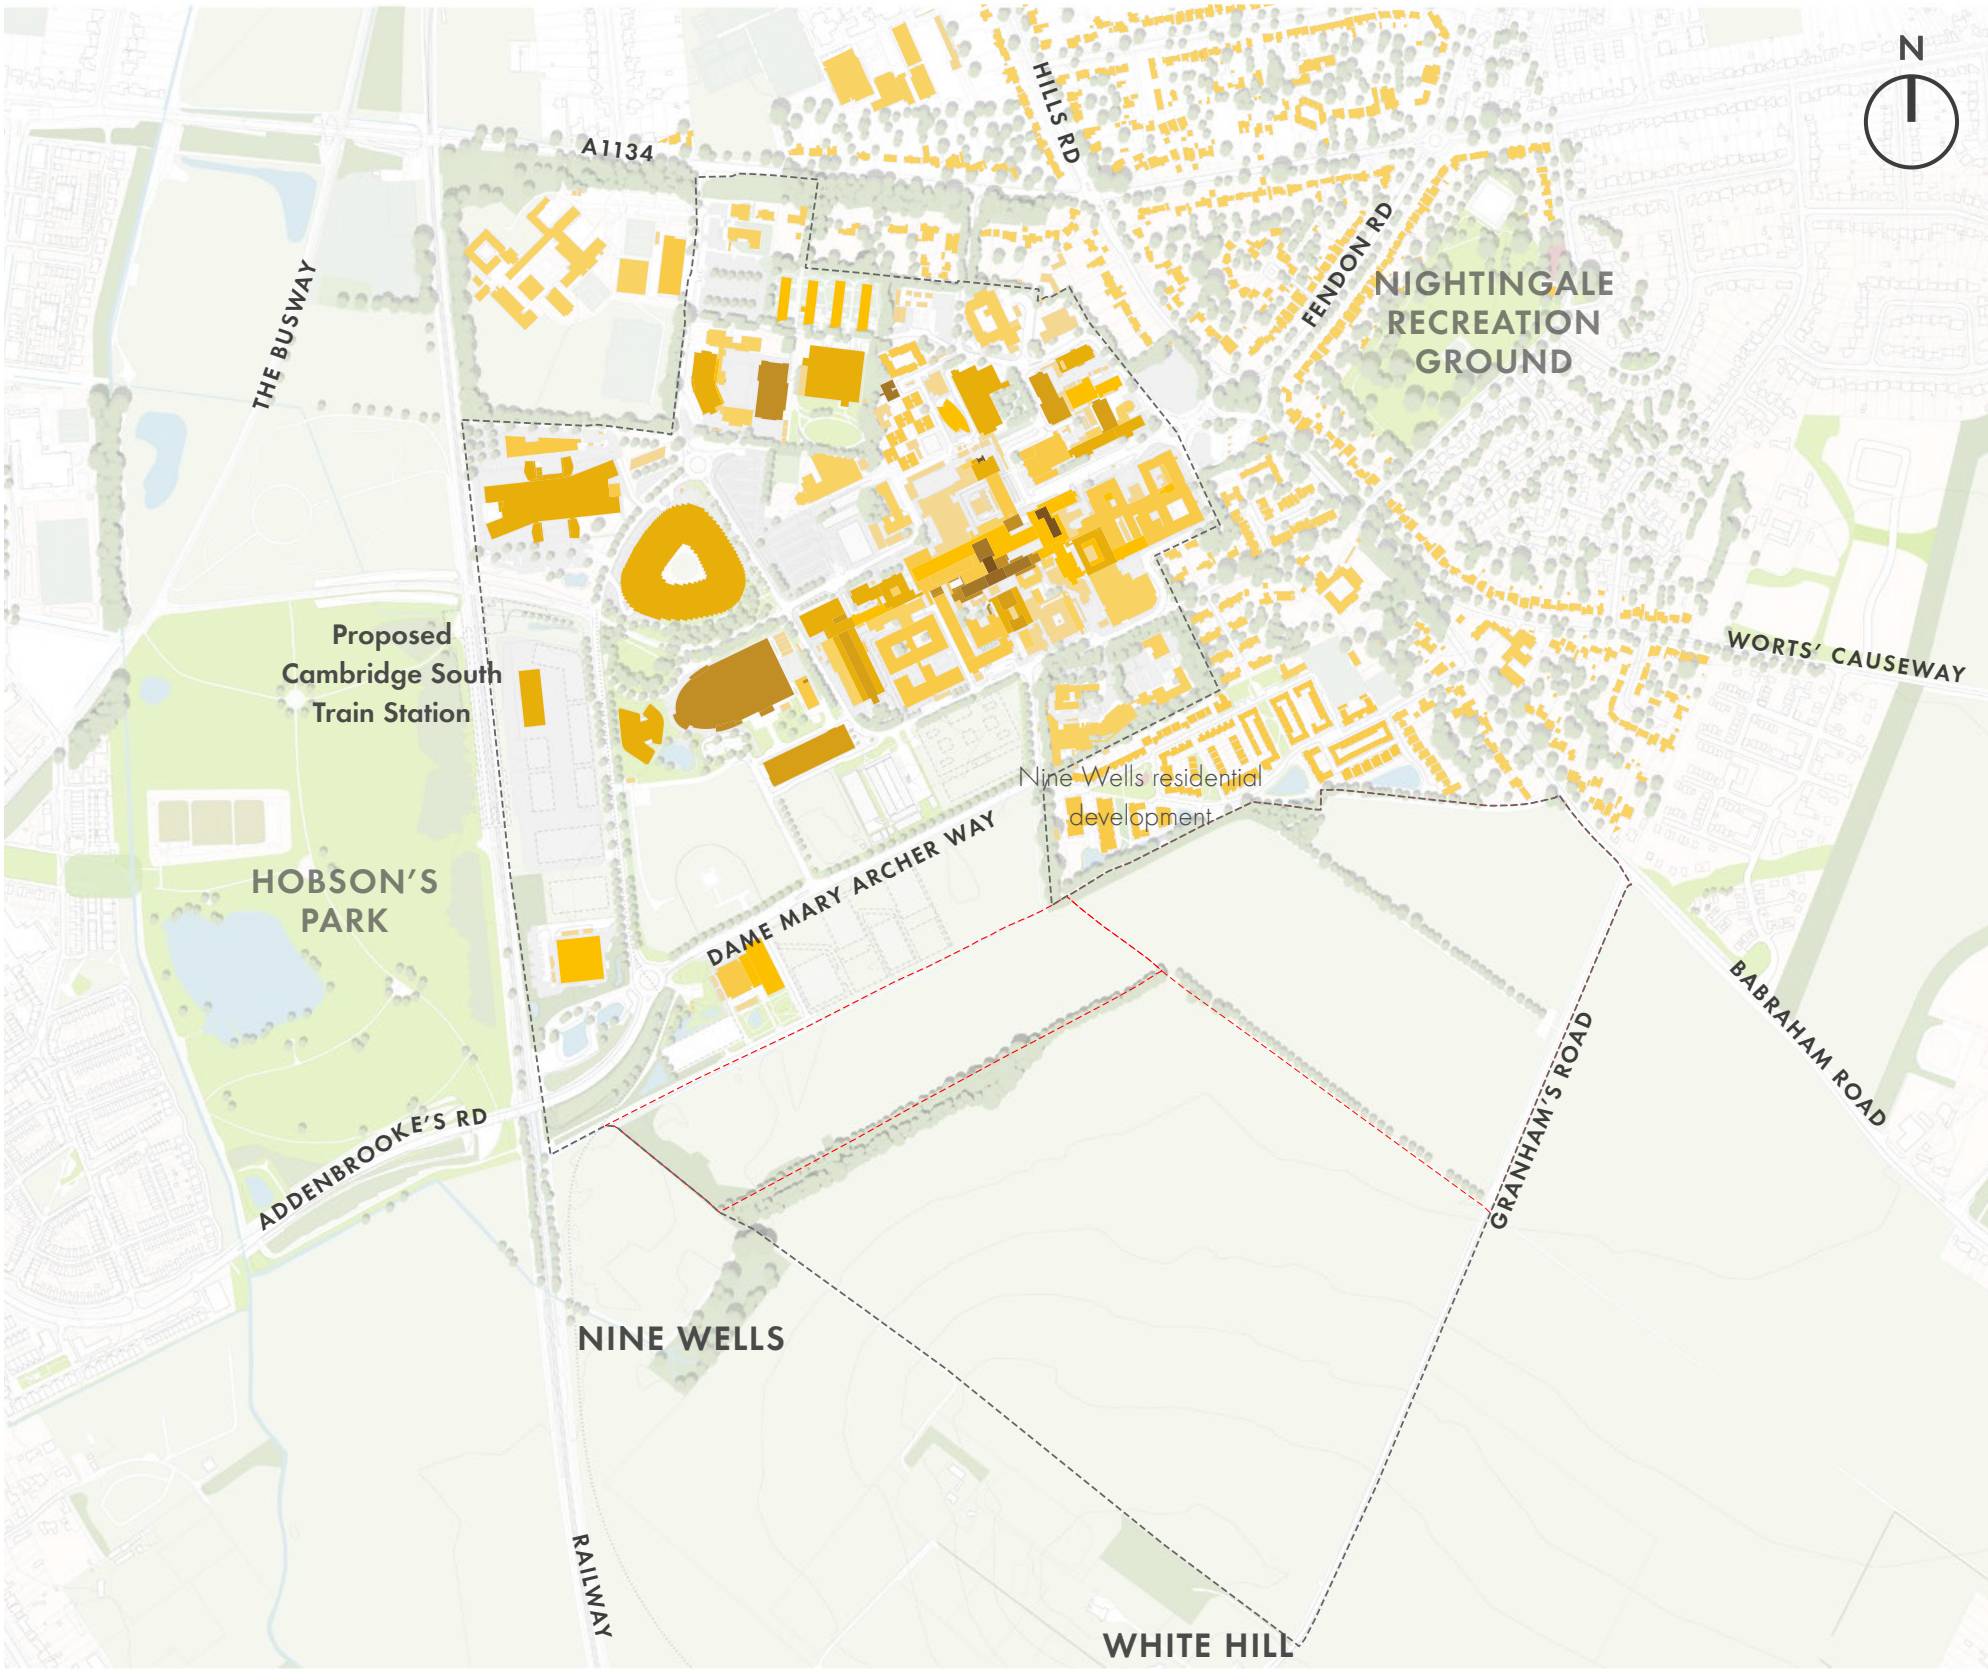 N
HILLS RD
A1134
FENDON RD
THE BUSWAY
NIGHTINGALE
RECREATION
GROUND
Proposed
Cambridge South
Train Station
WORTS' CAUSEWAY
Nine Wells residential
development
DAME MARY ARCHER WAY
HOBSON'S
PARK
BABRAHAM ROAD
GRANHAM'S ROAD
ADDENBROOKE'S RD
NINE WELLS
RAILWAY
WHITE HILL